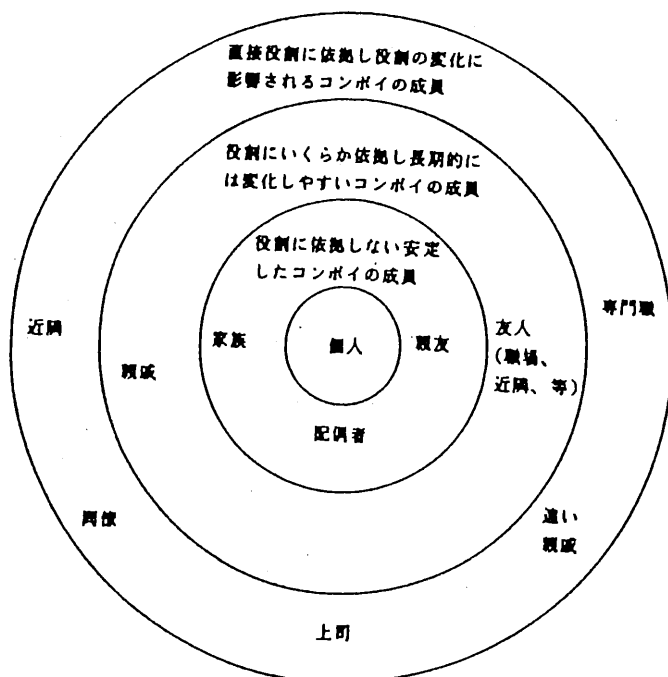 直接役割に依拠し役割の変化に
影響されるコンボイの成員
役割にいくらか依拠し長期的に
は変化しやすいコンボイの成員
役割に依拠しない安定
したコンボイの成員
近隣
親戚
家族
個人
親友
友人
(職場、
近隣、等)
専門職
配偶者
同僚
遠い
親戚
上司